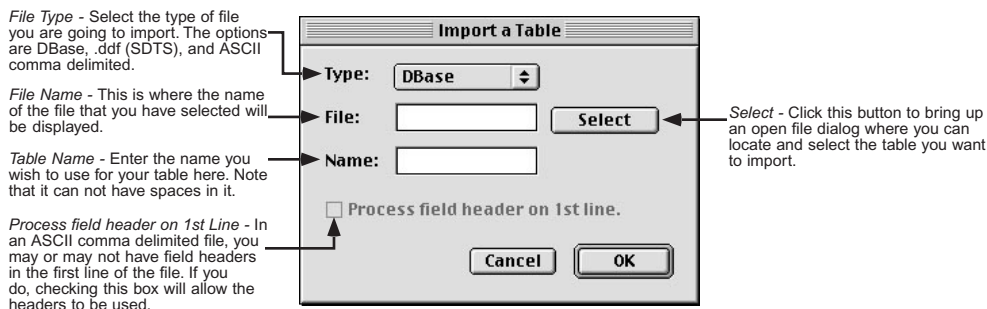 File Type - Select the type of file
you are going to import. The options
are DBase, .ddf (SDTS), and ASCII
comma delimited.
File Name - This is where the name
of the file that you have selected will
be displayed.
Table Name - Enter the name you
wish to use for your table here. Note
that it can not have spaces in it.
Process field header on 1st Line - In
an ASCII comma delimited file, you
may or may not have field headers
in the first line of the file. If you
do, checking this box will allow the
headers to be used.
Import a Table
Type: DBase
File: Select
Name:
Process field header on 1st line.
Cancel OK
Select - Click this button to bring up
an open file dialog where you can
locate and select the table you want
to import.